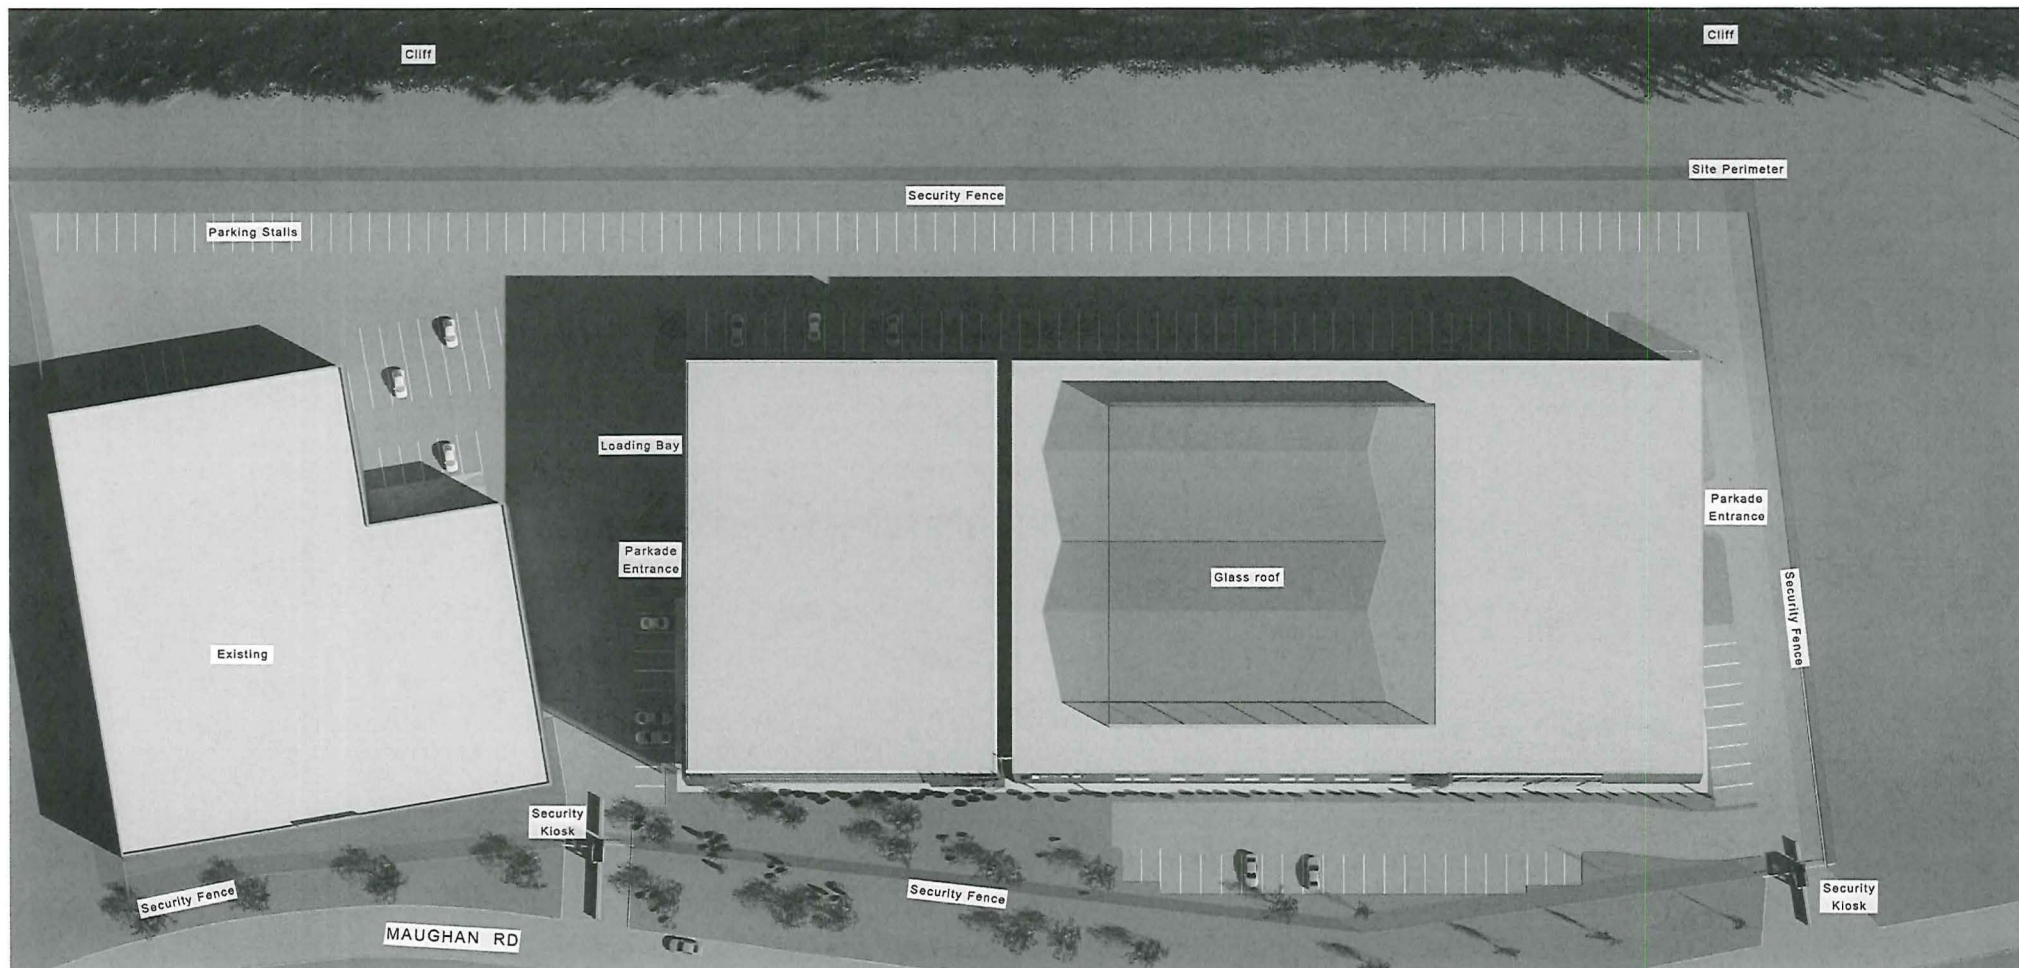 Cliff
Cliff
Site Perimeter
Security Fence
Parking Stalls
Loading Bay
Parkade
Entrance
Parkade
Entrance
Glass roof
Security Fence
Existing
Security
Kiosk
Security Fence
Security Fence
Security
Kiosk
MAUGHAN RD